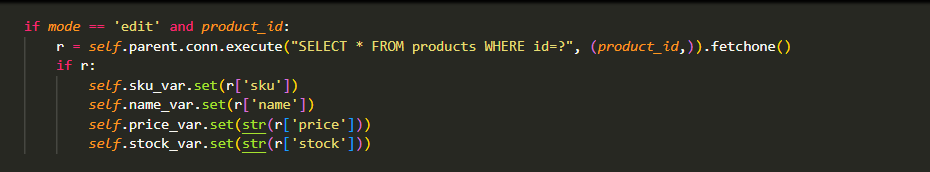 if mode == 'edit' and product_id:
    r = self.parent.conn.execute("SELECT * FROM products WHERE id=?", (product_id,)).fetchone()
    if r:
        self.sku_var.set(r['sku'])
        self.name_var.set(r['name'])
        self.price_var.set(str(r['price']))
        self.stock_var.set(str(r['stock']))